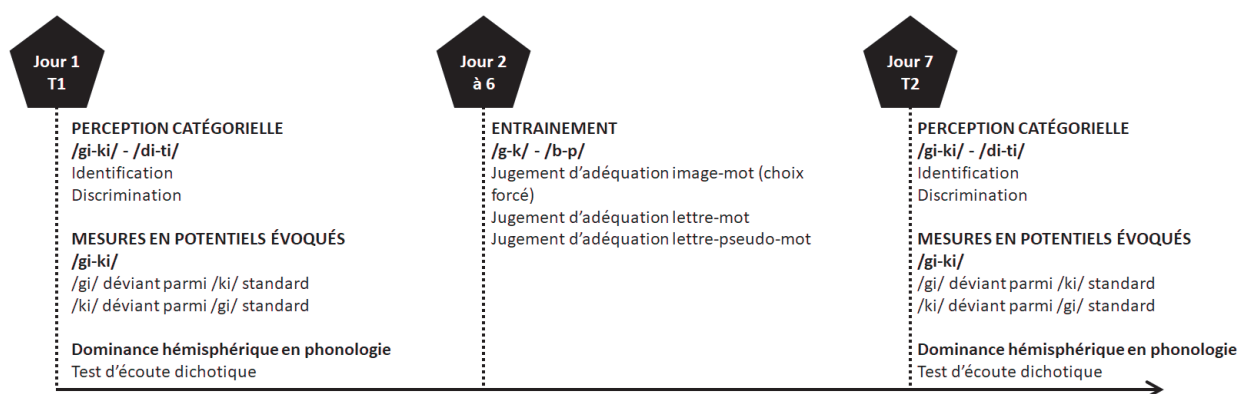 Jour 1
T1
PERCEPTION CATÉGORIELLE
/gi-ki/ - /di-ti/
Identification
Discrimination
MESURES EN POTENTIELS ÉVOQUÉS
/gi-ki/
/gi/ déviant parmi /ki/ standard
/ki/ déviant parmi /gi/ standard
Dominance hémisphérique en phonologie
Test d'écoute dichotique
Jour 2
à 6
ENTRAINEMENT
/g-k/ - /b-p/
Jugement d'adéquation image-mot (choix
forcé)
Jugement d'adéquation lettre-mot
Jugement d'adéquation lettre-pseudo-mot
Jour 7
T2
PERCEPTION CATÉGORIELLE
/gi-ki/ - /di-ti/
Identification
Discrimination
MESURES EN POTENTIELS ÉVOQUÉS
/gi-ki/
/gi/ déviant parmi /ki/ standard
/ki/ déviant parmi /gi/ standard
Dominance hémisphérique en phonologie
Test d'écoute dichotique